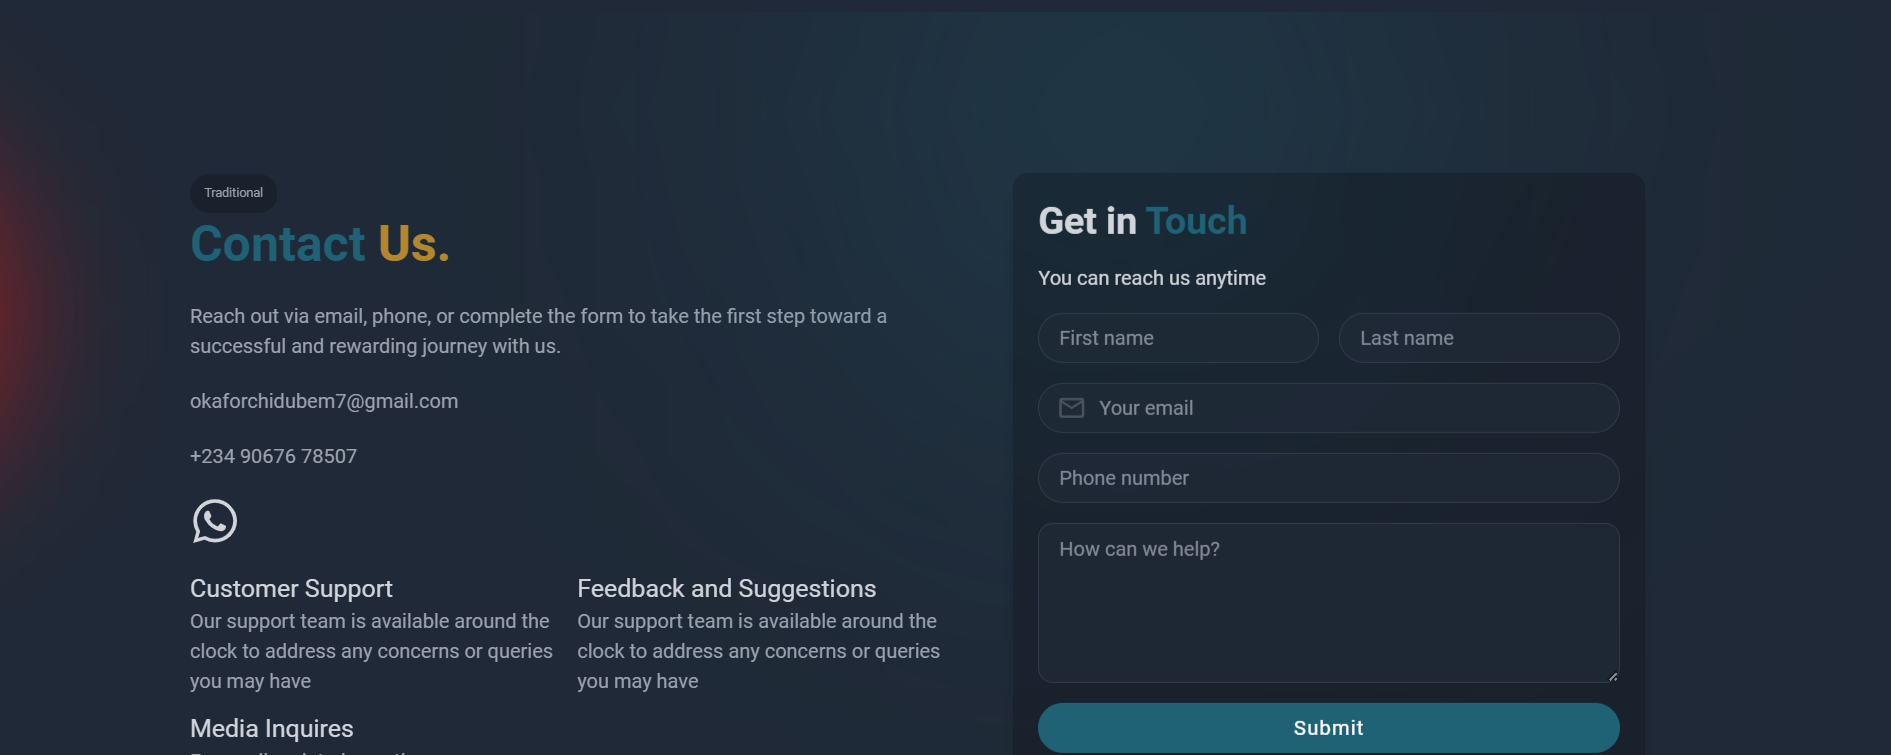 Traditional
Contact Us.
Reach out via email, phone, or complete the form to take the first step toward a
successful and rewarding journey with us.
okaforchidubem7@gmail.com
+234 90676 78507
Customer Support
Our support team is available around the
clock to address any concerns or queries
you may have
Feedback and Suggestions
Our support team is available around the
clock to address any concerns or queries
you may have
Media Inquires
Get in Touch
You can reach us anytime
First name
Last name
Your email
Phone number
How can we help?
Submit